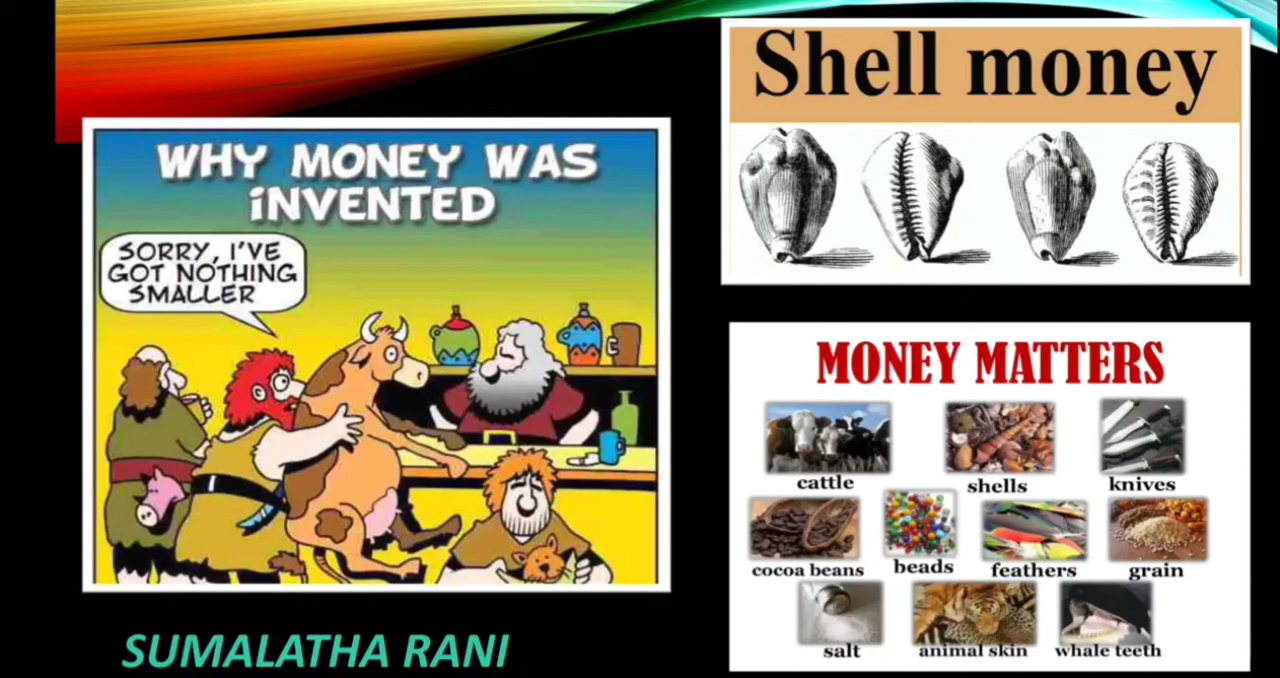 WHY MONEY WAS
iNVENTED
SORRY, I'VE
GOT NOTHING
SMALLER
SUMALATHA RANI
Shell money
MONEY MATTERS
cattle
shells
knives
cocoa beans
beads
feathers
grain
salt
animal skin
whale teeth